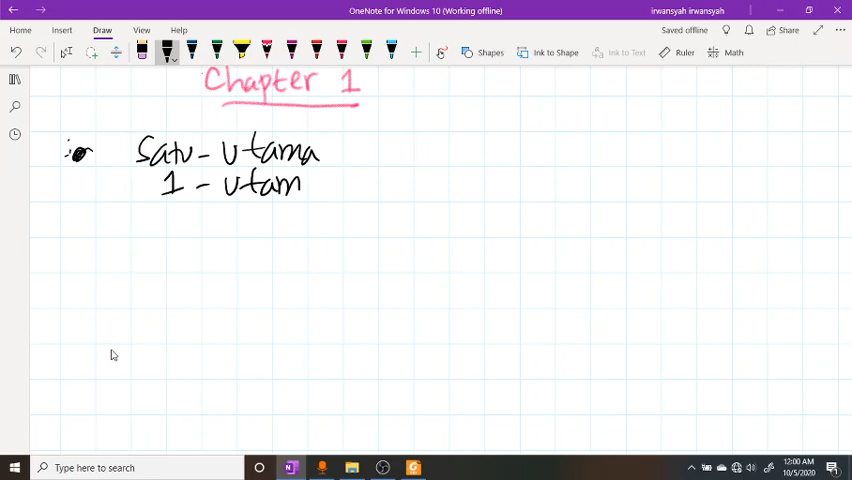 OneNote for Windows 10 (Working offline)
irwansyah irwansyah
Home Insert Draw View Help
Saved offline Share
Shapes Ink to Shape Ink to Text Ruler Math
Chapter 1
Satu - Utama
1 - Utam
Type here to search
12:00 AM
10/5/2020